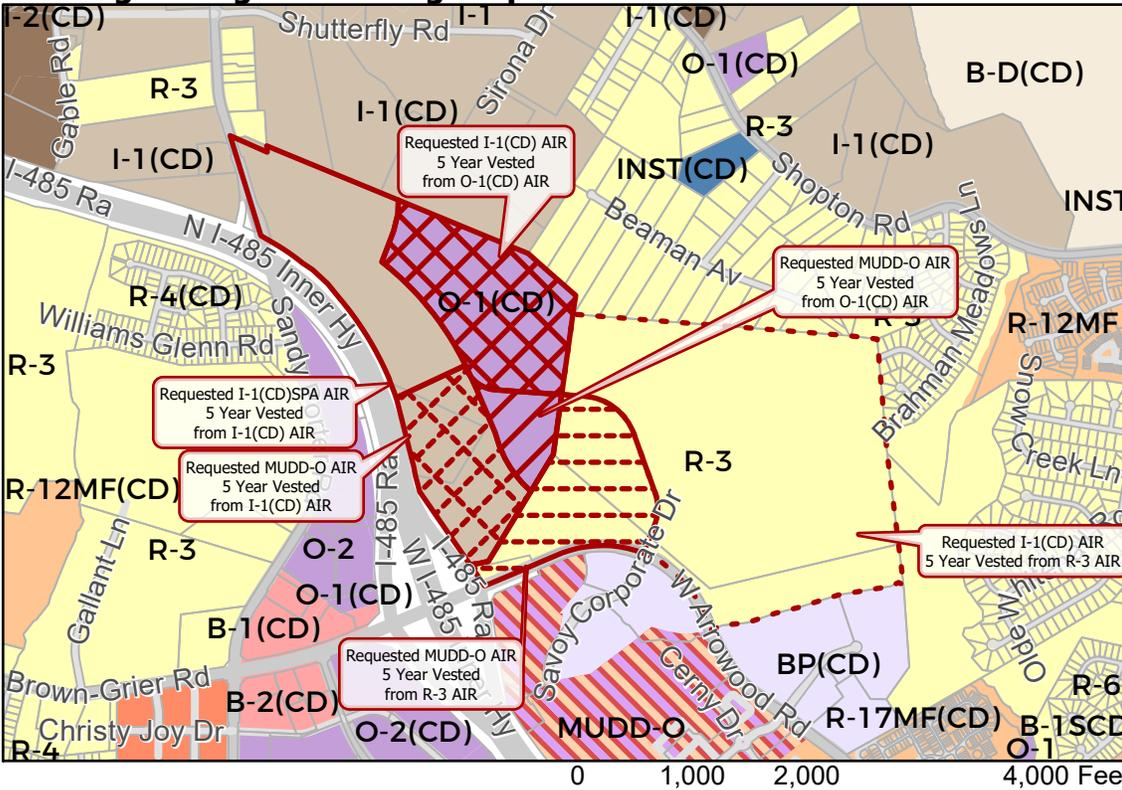 I-2(CD)
Shutterfly Rd
I-1
I-1(CD)
Gable Rd
R-3
Sirona Dr
O-1(CD)
B-D(CD)
I-1(CD)
R-3
I-1(CD)
I-1(CD)
Requested I-1(CD) AIR
5 Year Vested
from O-1(CD) AIR
INST(CD)
Shopton Rd
INST
I-485 Ra
N I-485 Inner Hy
Beaman Av
Brahman Meadows Ln
Requested MUDD-O AIR
5 Year Vested
from O-1(CD) AIR
R-4(CD)
Sandy
O-1(CD)
R-3
R-12MF
Williams Glenn Rd
R-3
Snow Creek Ln
Requested I-1(CD)SPA AIR
5 Year Vested
from I-1(CD) AIR
Requested MUDD-O AIR
5 Year Vested
from I-1(CD) AIR
R-3
R-12MF(CD)
I-485 Ra
R-3
Gallant Ln
O-2
W I-485
I-485 Ra
Requested I-1(CD) AIR
5 Year Vested from R-3 AIR
O-1(CD)
Savoy Corporate Dr
W Arrowood Rd
B-1(CD)
Requested MUDD-O AIR
5 Year Vested
from R-3 AIR
BP(CD)
Brown-Grier Rd
B-2(CD)
Cerny Dr
R-6
Christy Joy Dr
O-2(CD)
MUDD-O
R-17MF(CD)
B-1SCD
R-4
O-1
0 1,000 2,000 4,000 Fee